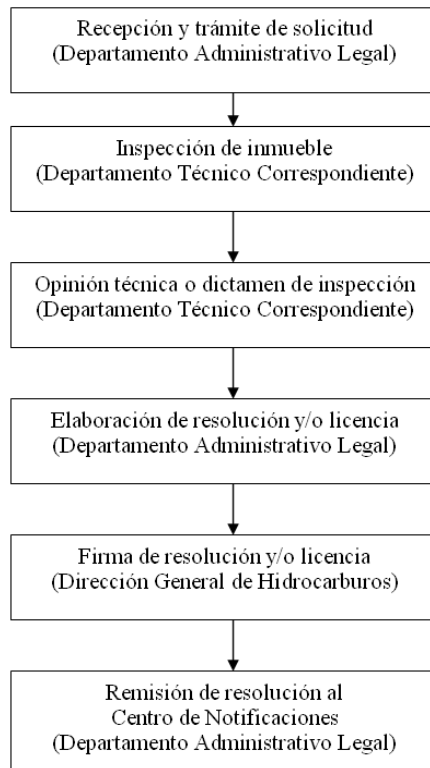 Recepción y trámite de solicitud
(Departamento Administrativo Legal)
Inspección de inmueble
(Departamento Técnico Correspondiente)
Opinión técnica o dictamen de inspección
(Departamento Técnico Correspondiente)
Elaboración de resolución y/o licencia
(Departamento Administrativo Legal)
Firma de resolución y/o licencia
(Dirección General de Hidrocarburos)
Remisión de resolución al
Centro de Notificaciones
(Departamento Administrativo Legal)